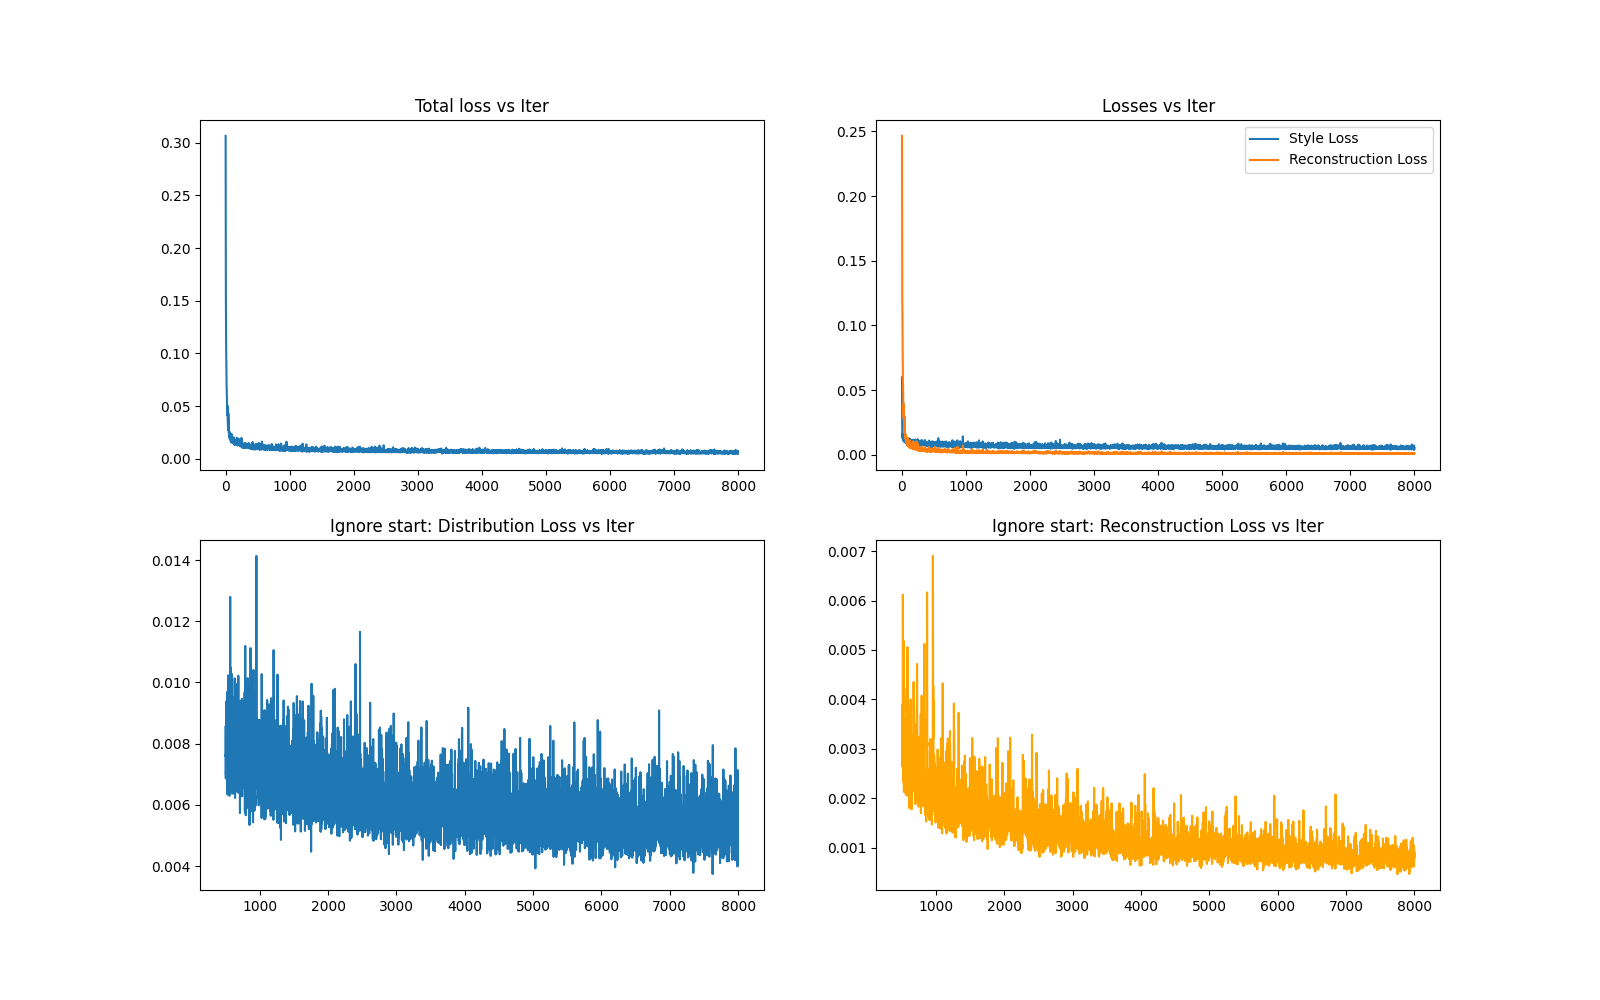 Total loss vs Iter
0.30
0.25
0.20
0.15
0.10
0.05
0.00
0 1000 2000 3000 4000 5000 6000 7000 8000
Losses vs Iter
Style Loss
Reconstruction Loss
0.25
0.20
0.15
0.10
0.05
0.00
0 1000 2000 3000 4000 5000 6000 7000 8000
Ignore start: Distribution Loss vs Iter
0.014
0.012
0.010
0.008
0.006
0.004
1000 2000 3000 4000 5000 6000 7000 8000
Ignore start: Reconstruction Loss vs Iter
0.007
0.006
0.005
0.004
0.003
0.002
0.001
1000 2000 3000 4000 5000 6000 7000 8000